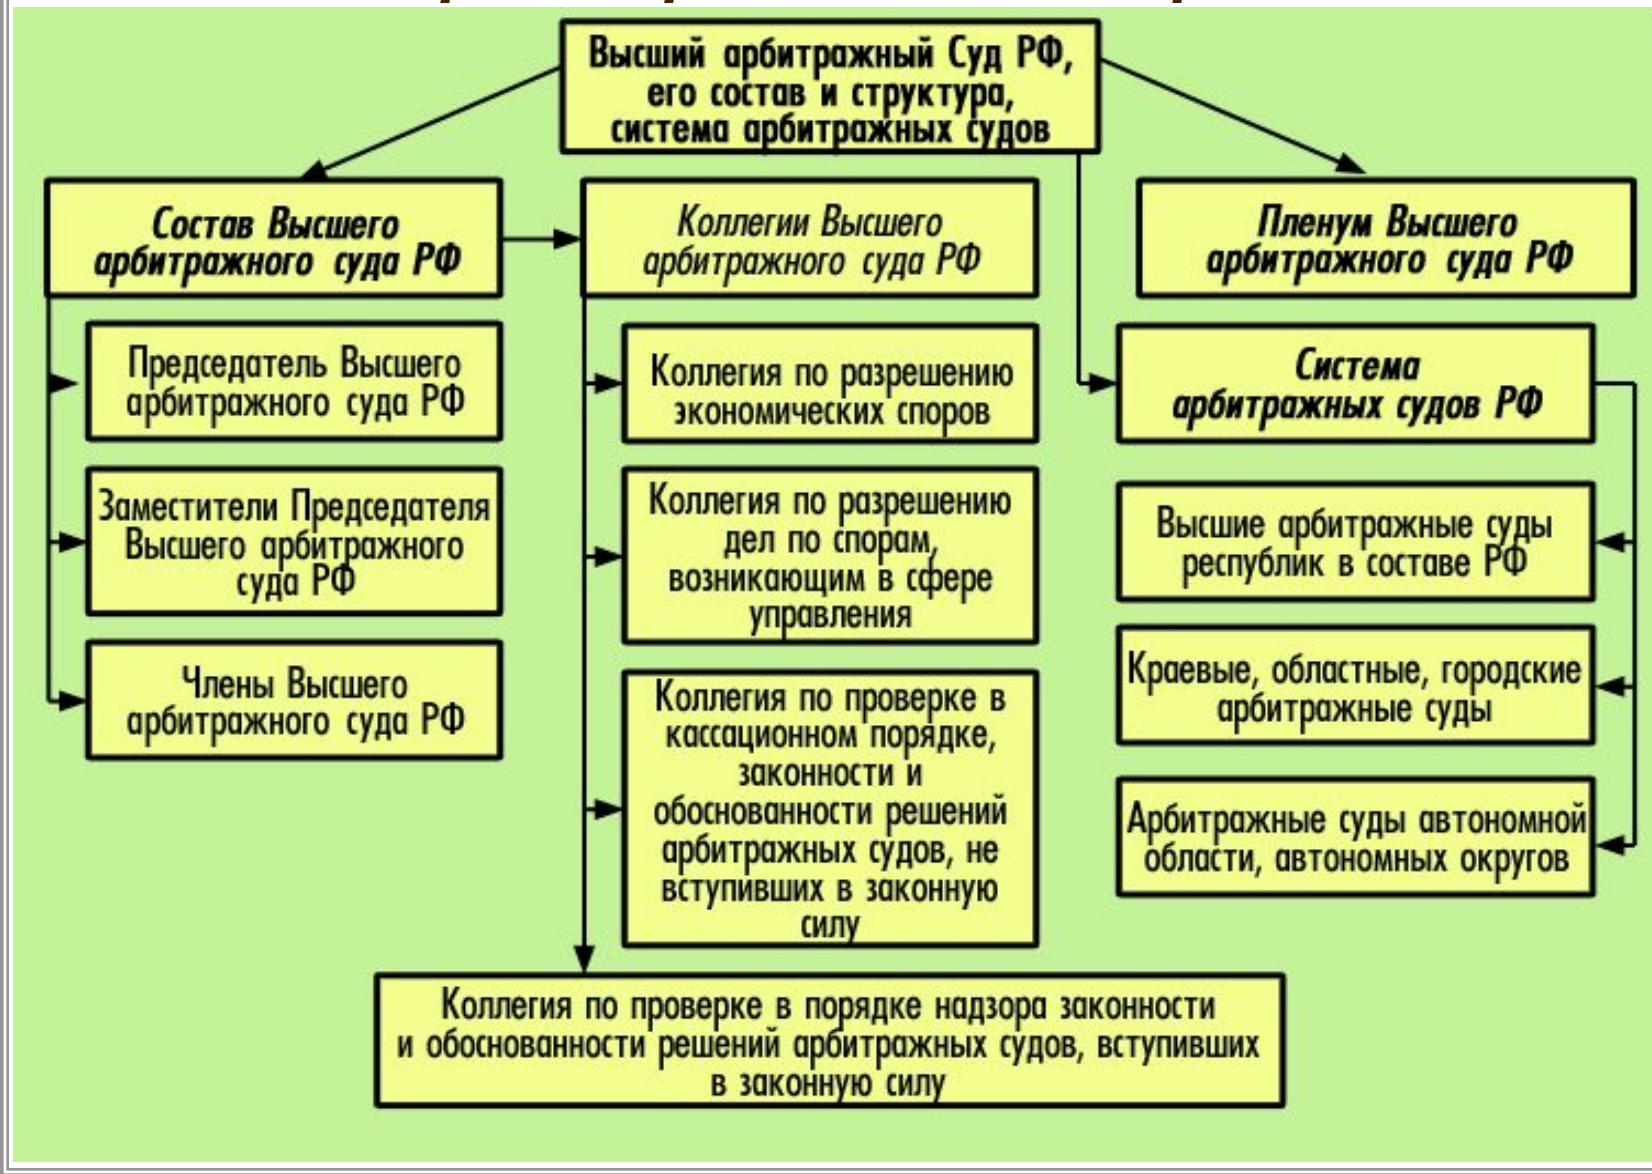 Высший арбитражный Суд РФ,
его состав и структура,
система арбитражных судов
Состав Высшего
арбитражного суда РФ
Председатель Высшего
арбитражного суда РФ
Заместители Председателя
Высшего арбитражного
суда РФ
Члены Высшего
арбитражного суда РФ
Коллегии Высшего
арбитражного суда РФ
Коллегия по разрешению
экономических споров
Коллегия по разрешению
дел по спорам,
возникающим в сфере
управления
Коллегия по проверке в
кассационном порядке,
законности и
обоснованности решений
арбитражных судов, не
вступивших в законную
силу
Коллегия по проверке в порядке надзора законности
и обоснованности решений арбитражных судов, вступивших
в законную силу
Пленум Высшего
арбитражного суда РФ
Система
арбитражных судов РФ
Высшие арбитражные суды
республик в составе РФ
Краевые, областные, городские
арбитражные суды
Арбитражные суды автономной
области, автономных округов